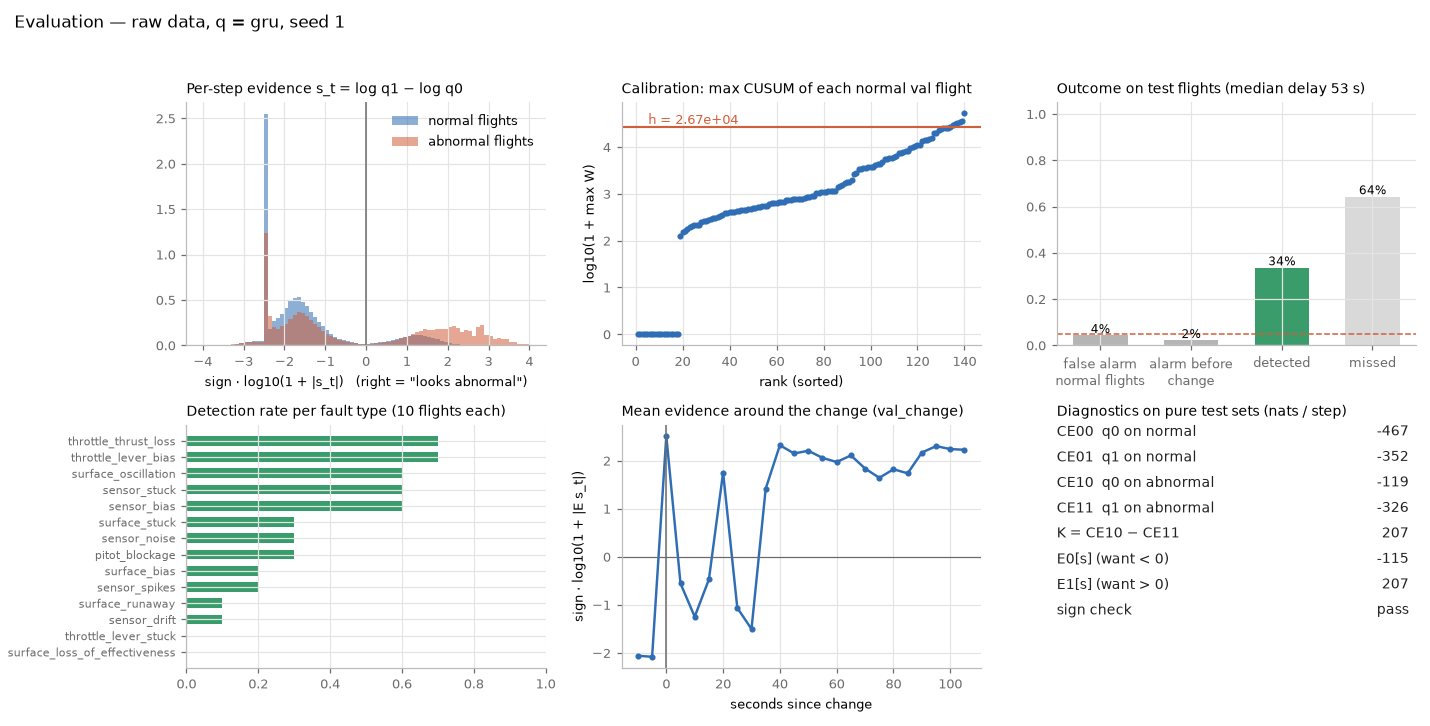 Evaluation — raw data, q = gru, seed 1
Per-step evidence s_t = log q1 − log q0
normal flights
abnormal flights
2.5
2.0
1.5
1.0
0.5
0.0
−4 −3 −2 −1 0 1 2 3 4
sign · log10(1 + |s_t|) (right = "looks abnormal")
Calibration: max CUSUM of each normal val flight
h = 2.67e+04
log10(1 + max W)
4
3
2
1
0
0 20 40 60 80 100 120 140
rank (sorted)
Outcome on test flights (median delay 53 s)
1.0
0.8
0.6
0.4
0.2
0.0
4%
2%
34%
64%
false alarm
normal flights
alarm before
change
detected
missed
Detection rate per fault type (10 flights each)
throttle_thrust_loss
throttle_lever_bias
surface_oscillation
sensor_stuck
sensor_bias
surface_stuck
sensor_noise
pitot_blockage
surface_bias
sensor_spikes
surface_runaway
sensor_drift
throttle_lever_stuck
surface_loss_of_effectiveness
0.0 0.2 0.4 0.6 0.8 1.0
Mean evidence around the change (val_change)
sign · log10(1 + |E s_t|)
2
1
0
−1
−2
0 20 40 60 80 100
seconds since change
Diagnostics on pure test sets (nats / step)
CE00 q0 on normal -467
CE01 q1 on normal -352
CE10 q0 on abnormal -119
CE11 q1 on abnormal -326
K = CE10 − CE11 207
E0[s] (want < 0) -115
E1[s] (want > 0) 207
sign check pass